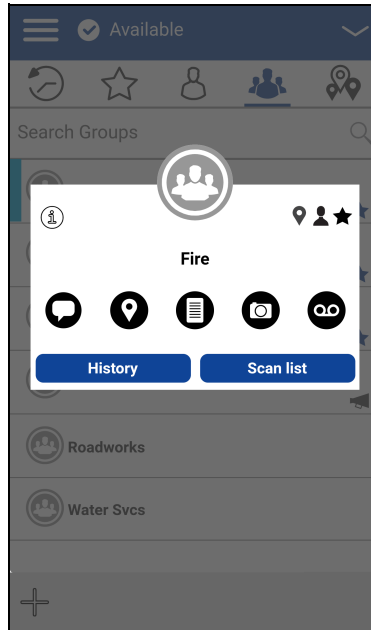 Available
Search Groups
Fire
History
Scan list
Roadworks
Water Svcs